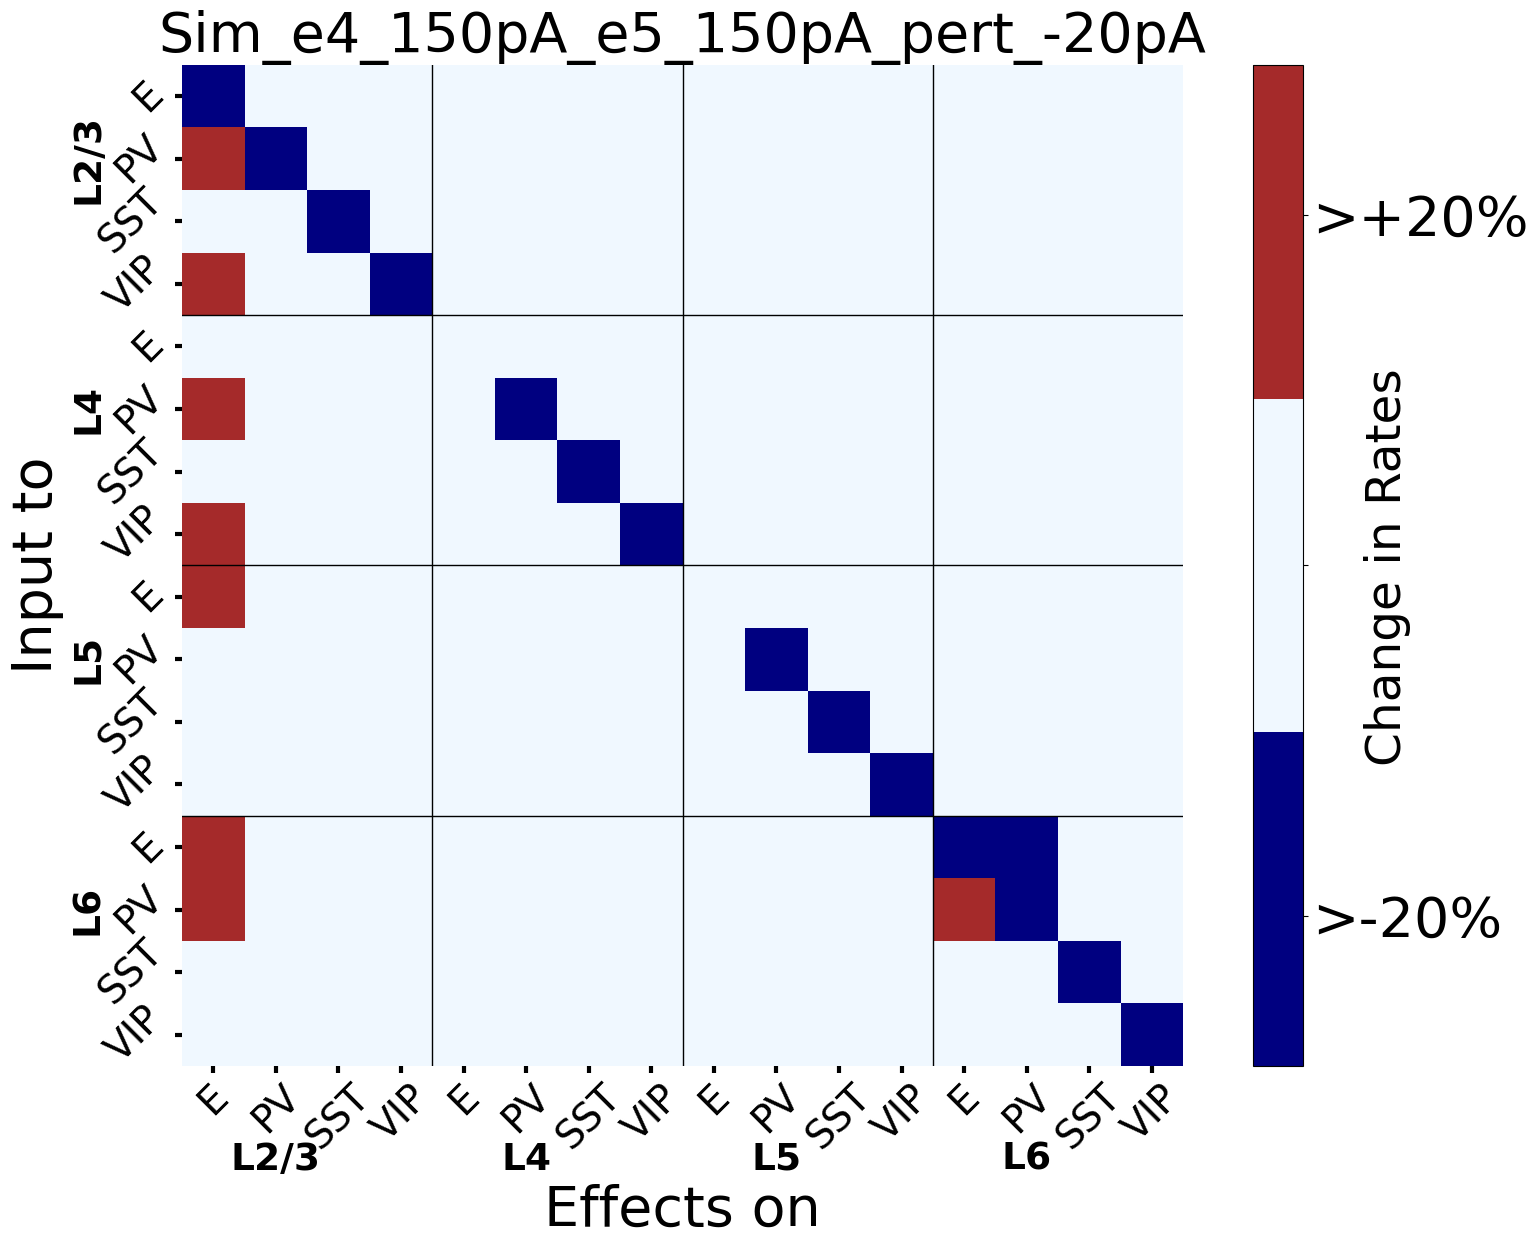 Sim_e4_150pA_e5_150pA_pert_-20pA
Input to
L2/3
E
PV
SST
VIP
L4
E
PV
SST
VIP
L5
E
PV
SST
VIP
L6
E
PV
SST
VIP
E
PV
SST
VIP
E
PV
SST
VIP
E
PV
SST
VIP
E
PV
SST
VIP
L2/3
L4
L5
L6
Effects on
>+20%
>-20%
Change in Rates